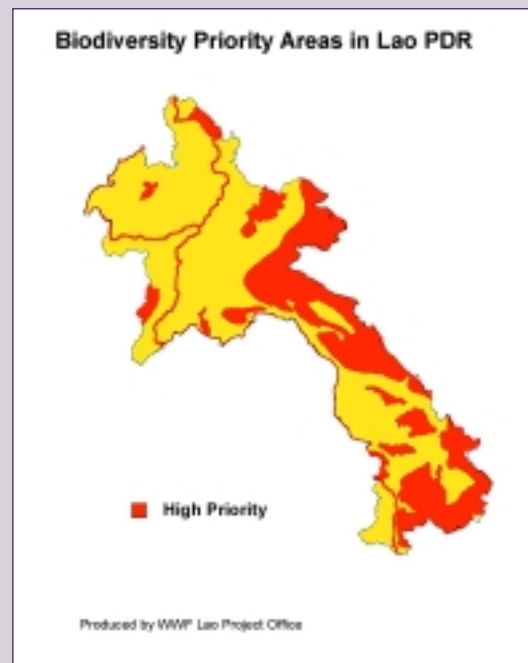 Biodiversity Priority Areas in Lao PDR
High Priority
Produced by WWF Lao Project Office